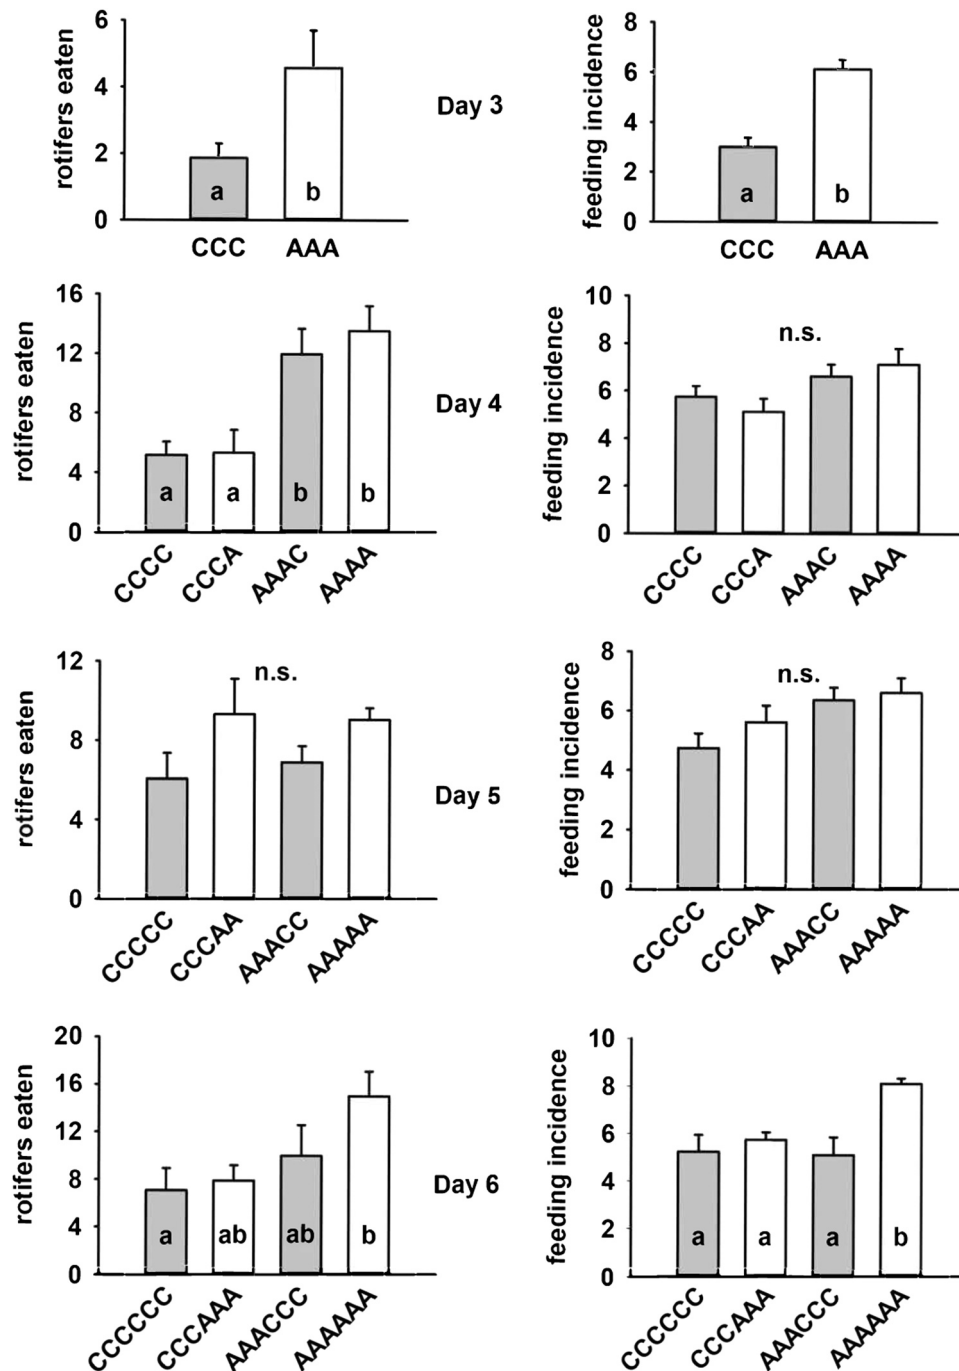 rotifers eaten
6
4
2
0
a
b
CCC
AAA
Day 3
feeding incidence
8
6
4
2
0
a
b
CCC
AAA
rotifers eaten
16
12
8
4
0
a
a
b
b
CCCC
CCCA
AAAC
AAAA
Day 4
feeding incidence
10
8
6
4
2
0
n.s.
CCCC
CCCA
AAAC
AAAA
rotifers eaten
12
8
4
0
n.s.
CCCCC
CCCAA
AAACC
AAAAA
Day 5
feeding incidence
8
6
4
2
0
n.s.
CCCCC
CCCAA
AAACC
AAAAA
rotifers eaten
20
16
12
8
4
0
a
ab
ab
b
CCCCCC
CCCAAA
AAACCC
AAAAAA
Day 6
feeding incidence
10
8
6
4
2
0
a
a
a
b
CCCCCC
CCCAAA
AAACCC
AAAAAA